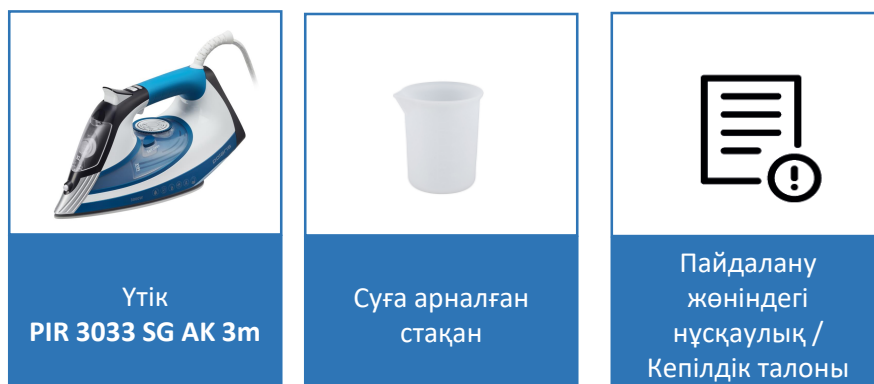 Үтік
PIR 3033 SG AK 3m
Суға арналған
стақан
Пайдалану
жөніндегі
нұсқаулық /
Кепілдік талоны